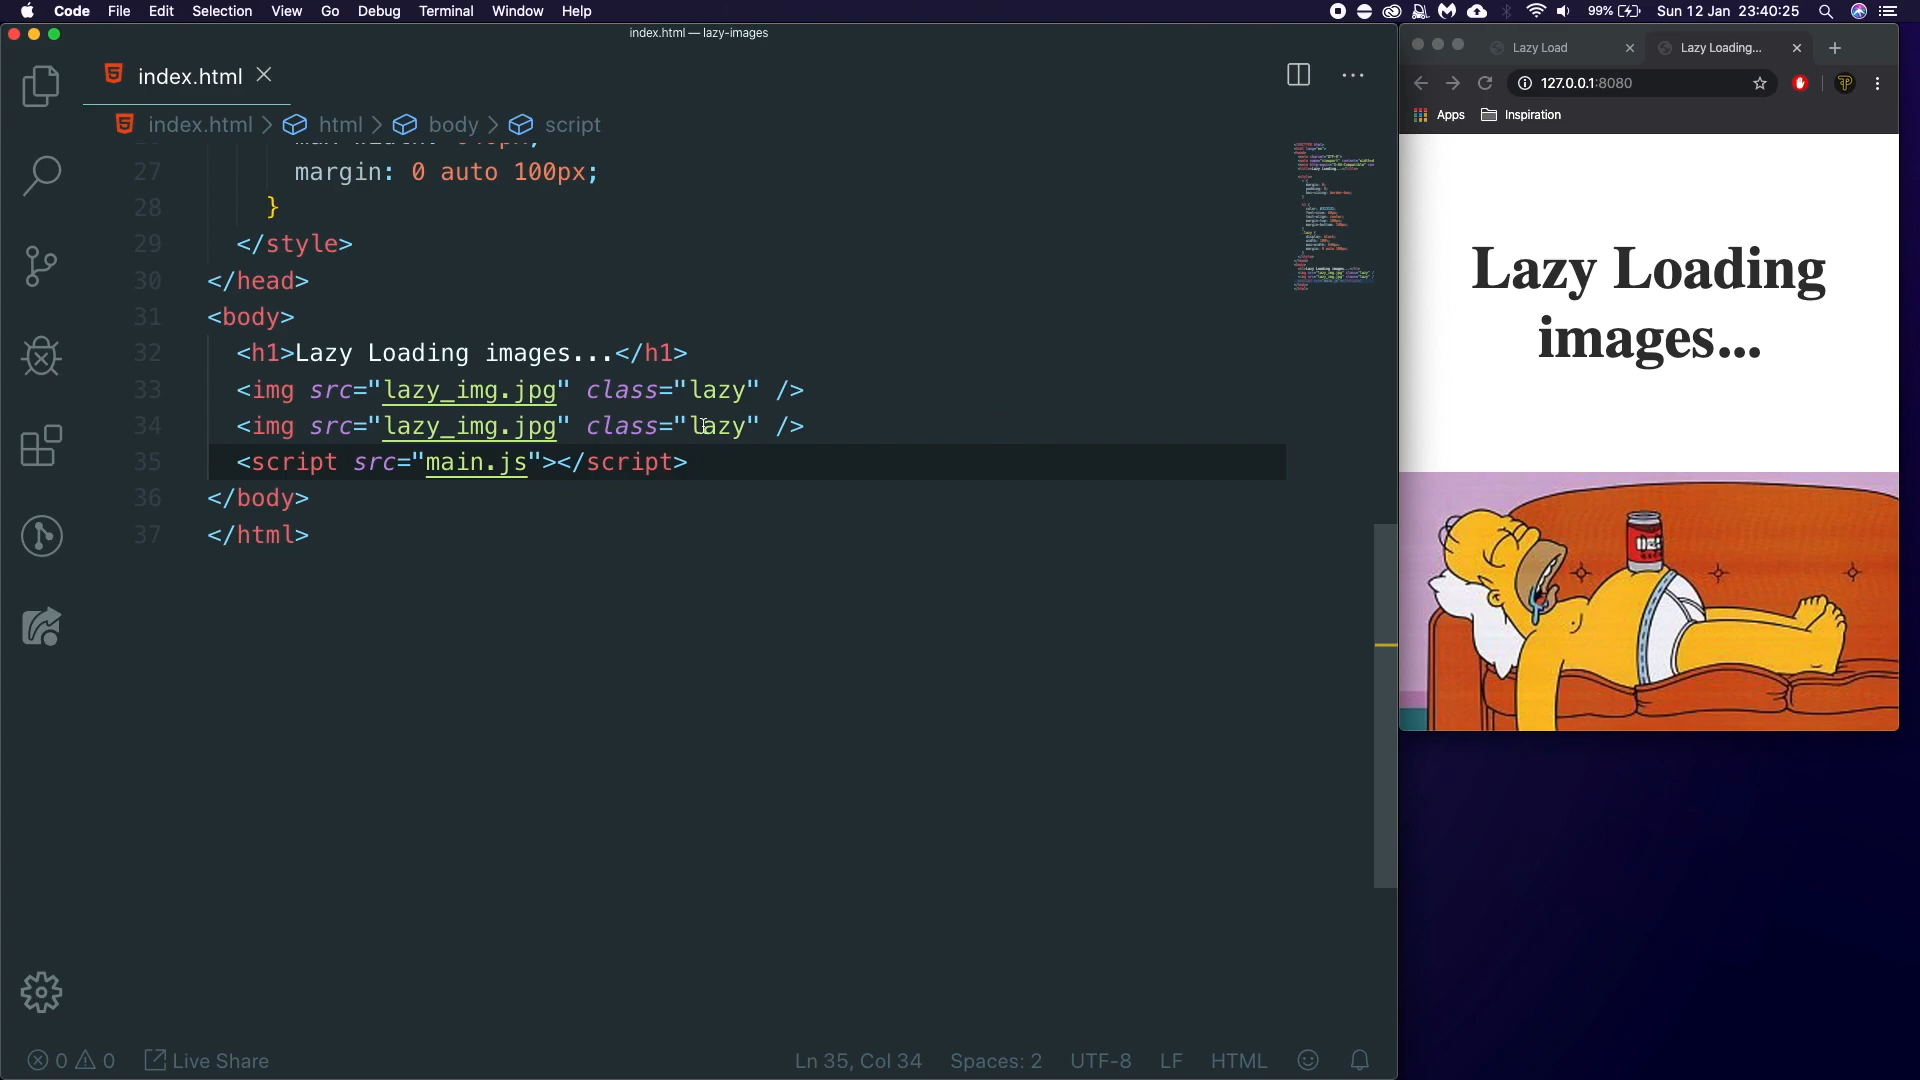 Code File Edit Selection View Go Debug Terminal Window Help
99% Sun 12 Jan 23:40:25
index.html — lazy-images
index.html
index.html > html > body > script
27 margin: 0 auto 100px;
28 }
29 </style>
30 </head>
31 <body>
32 <h1>Lazy Loading images...</h1>
33 <img src="lazy_img.jpg" class="lazy" />
34 <img src="lazy_img.jpg" class="lazy" />
35 <script src="main.js"></script>
36 </body>
37 </html>
0 0 Live Share
Ln 35, Col 34 Spaces: 2 UTF-8 LF HTML
Lazy Load
Lazy Loading...
127.0.0.1:8080
Apps Inspiration
Lazy Loading
images...